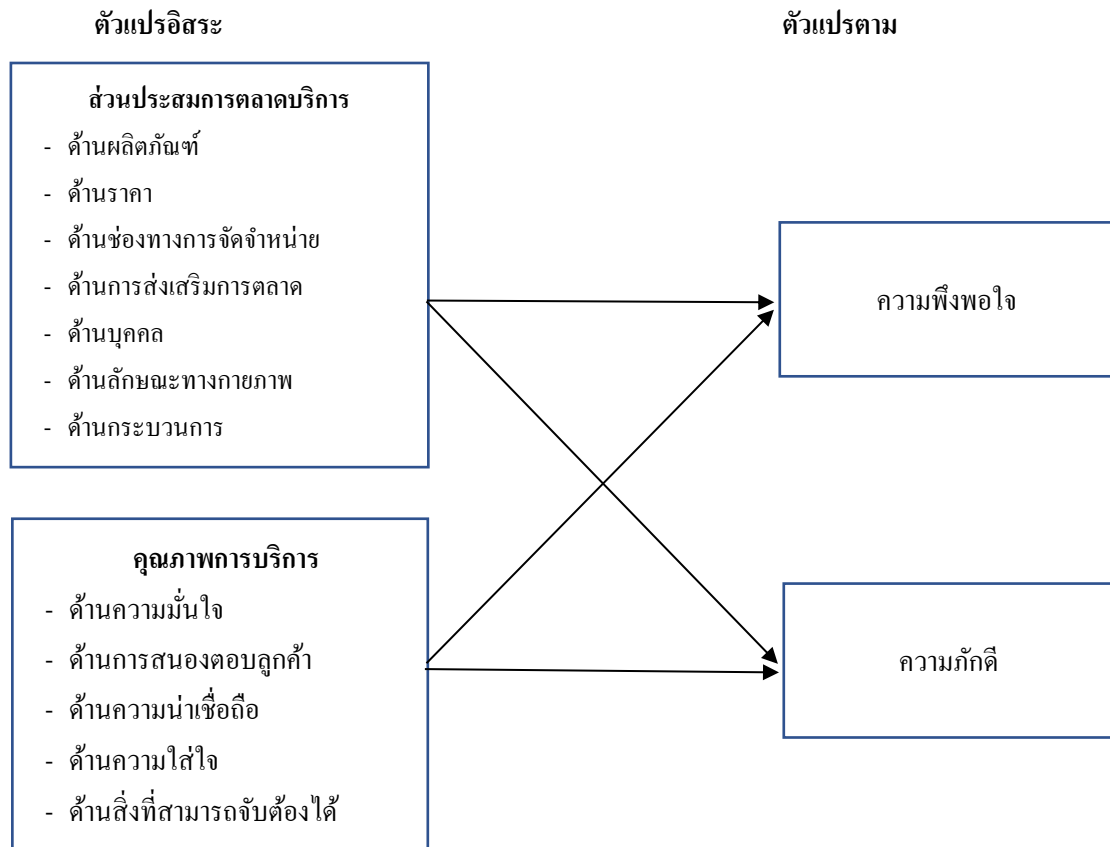 ตัวแปรอิสระ
ตัวแปรตาม
ส่วนประสมการตลาดบริการ
- ด้านผลิตภัณฑ์
- ด้านราคา
- ด้านช่องทางการจัดจำหน่าย
- ด้านการส่งเสริมการตลาด
- ด้านบุคคล
- ด้านลักษณะทางกายภาพ
- ด้านกระบวนการ
คุณภาพการบริการ
- ด้านความมั่นใจ
- ด้านการสนองตอบลูกค้า
- ด้านความน่าเชื่อถือ
- ด้านความใส่ใจ
- ด้านสิ่งที่สามารถจับต้องได้
ความพึงพอใจ
ความภักดี